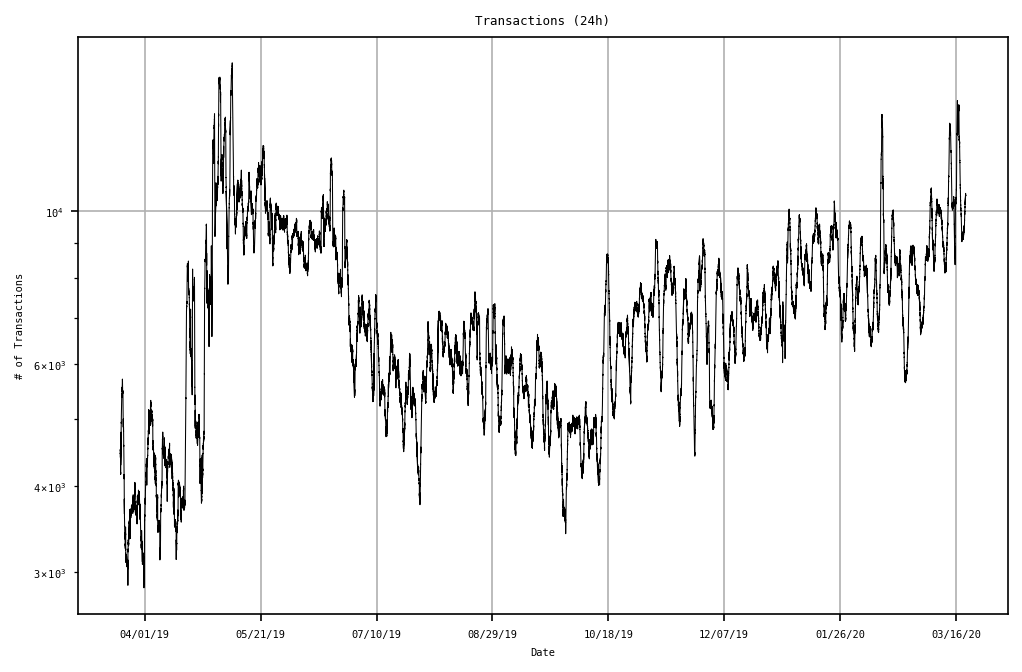 Transactions (24h)
# of Transactions
10⁴
6×10³
4×10³
3×10³
04/01/19 05/21/19 07/10/19 08/29/19 10/18/19 12/07/19 01/26/20 03/16/20
Date